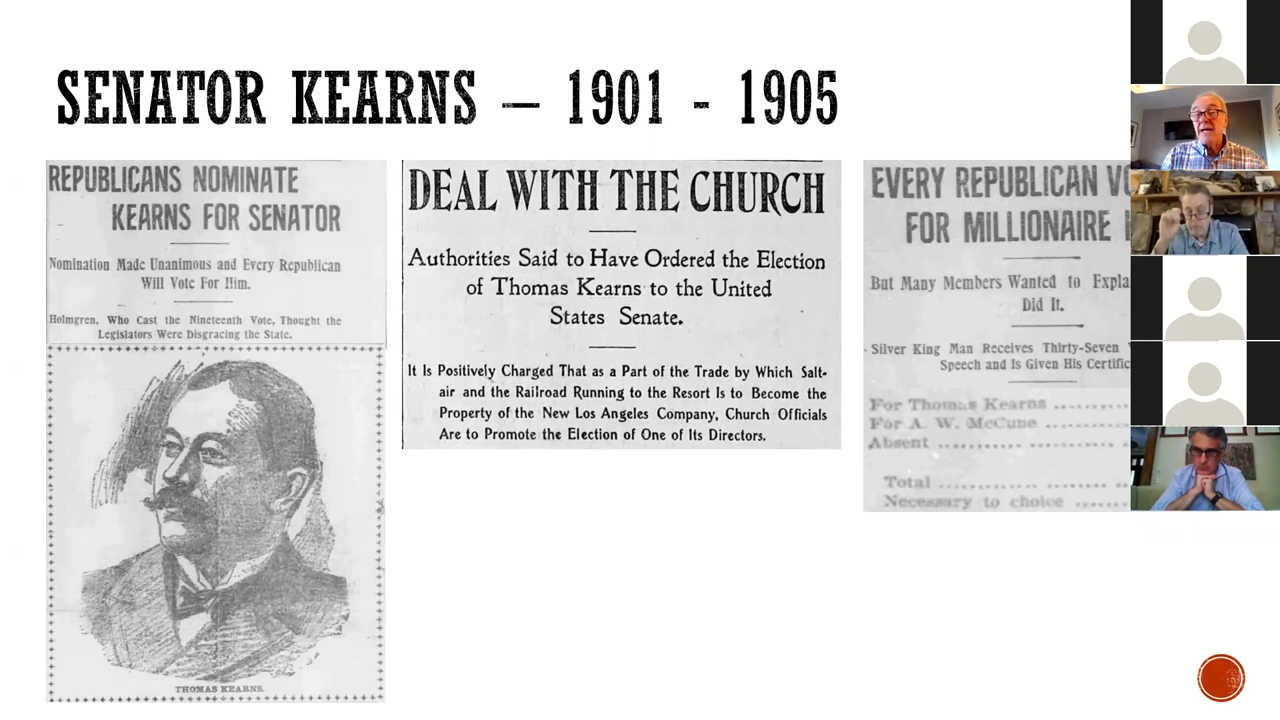 SENATOR KEARNS – 1901 - 1905
REPUBLICANS NOMINATE
KEARNS FOR SENATOR
Nomination Made Unanimous and Every Republican
Will Vote For Him.
Holmgren, Who Cast the Nineteenth Vote, Thought the
Legislators Were Disgracing the State.
THOMAS KEARNS.
DEAL WITH THE CHURCH
Authorities Said to Have Ordered the Election
of Thomas Kearns to the United
States Senate.
It Is Positively Charged That as a Part of the Trade by Which Salt-
air and the Railroad Running to the Resort Is to Become the
Property of the New Los Angeles Company, Church Officials
Are to Promote the Election of One of Its Directors.
EVERY REPUBLICAN
FOR MILLIONAIRE
But Many Members Wanted to
Did It.
Silver King Man Receives Thirty-Seven
Speech and Is Given His
For Thomas Kearns
For A. W. McCune
Absent
Total
Necessary to choice